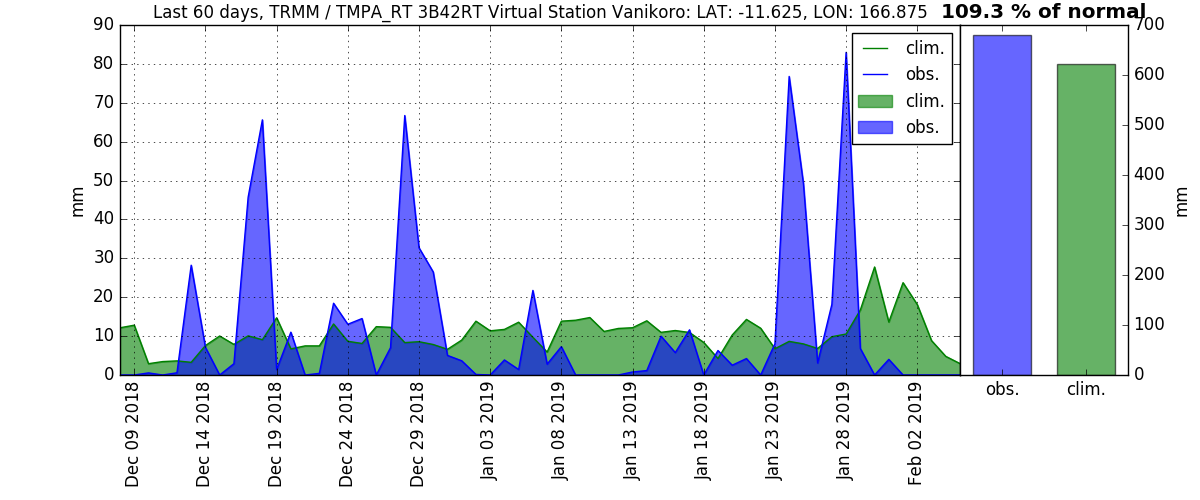 Last 60 days, TRMM / TMPA_RT 3B42RT Virtual Station Vanikoro: LAT: -11.625, LON: 166.875
109.3 % of normal
90
80
70
60
50
40
30
20
10
0
mm
clim.
obs.
clim.
obs.
Dec 09 2018
Dec 14 2018
Dec 19 2018
Dec 24 2018
Dec 29 2018
Jan 03 2019
Jan 08 2019
Jan 13 2019
Jan 18 2019
Jan 23 2019
Jan 28 2019
Feb 02 2019
700
600
500
400
300
200
100
0
mm
obs.
clim.